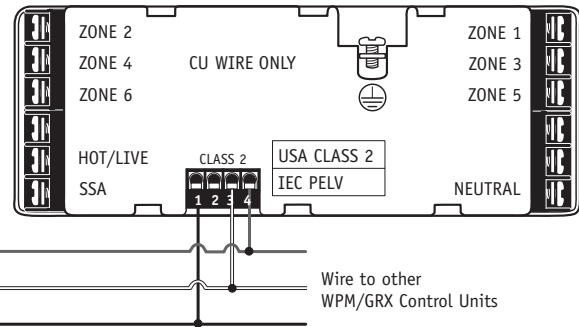 ZONE 2
ZONE 1
ZONE 4
CU WIRE ONLY
ZONE 3
ZONE 6
ZONE 5
HOT/LIVE
CLASS 2
USA CLASS 2
SSA
IEC PELV
NEUTRAL
1 2 3 4
Wire to other
WPM/GRX Control Units